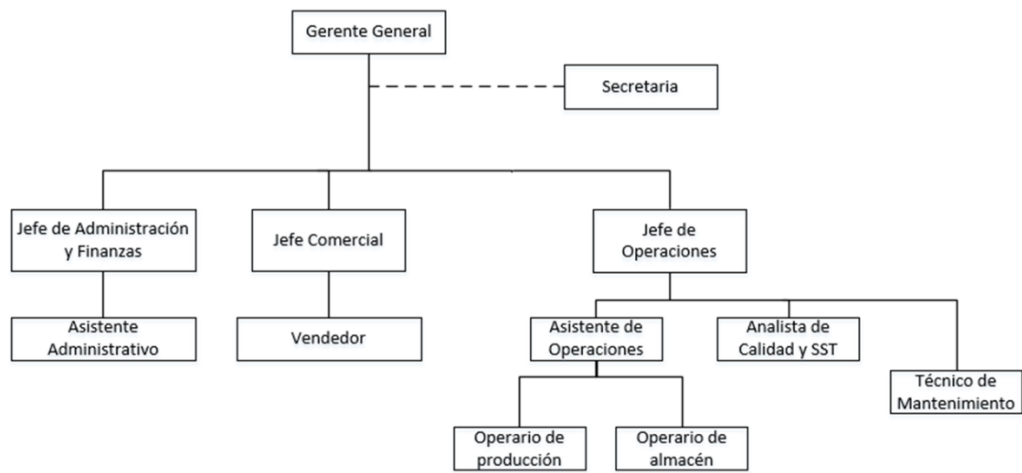 Gerente General
Secretaria
Jefe de Administración
y Finanzas
Jefe Comercial
Jefe de
Operaciones
Asistente
Administrativo
Vendedor
Asistente de
Operaciones
Analista de
Calidad y SST
Técnico de
Mantenimiento
Operario de
producción
Operario de
almacén